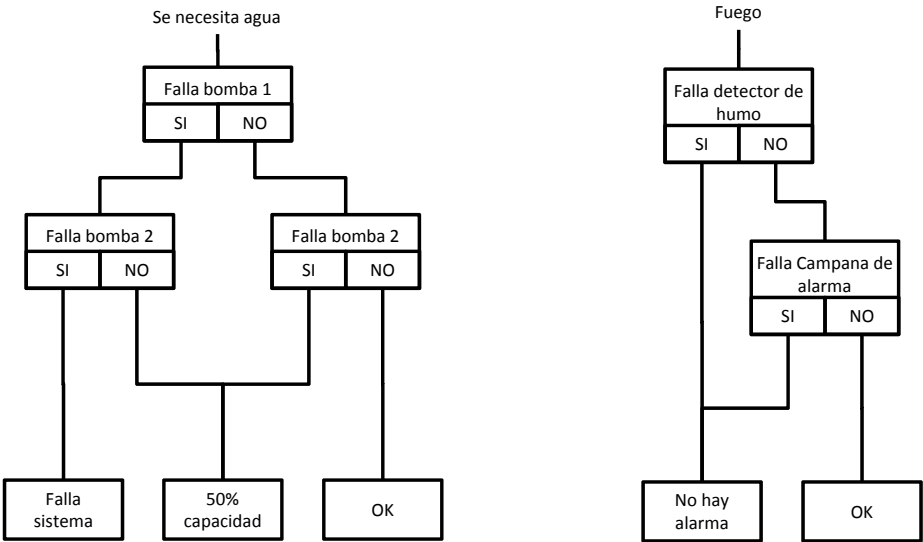 Se necesita agua
Falla bomba 1
SI NO
Falla bomba 2
SI NO
Falla bomba 2
SI NO
Falla
sistema
50%
capacidad
OK
Fuego
Falla detector de
humo
SI NO
Falla Campana de
alarma
SI NO
No hay
alarma
OK